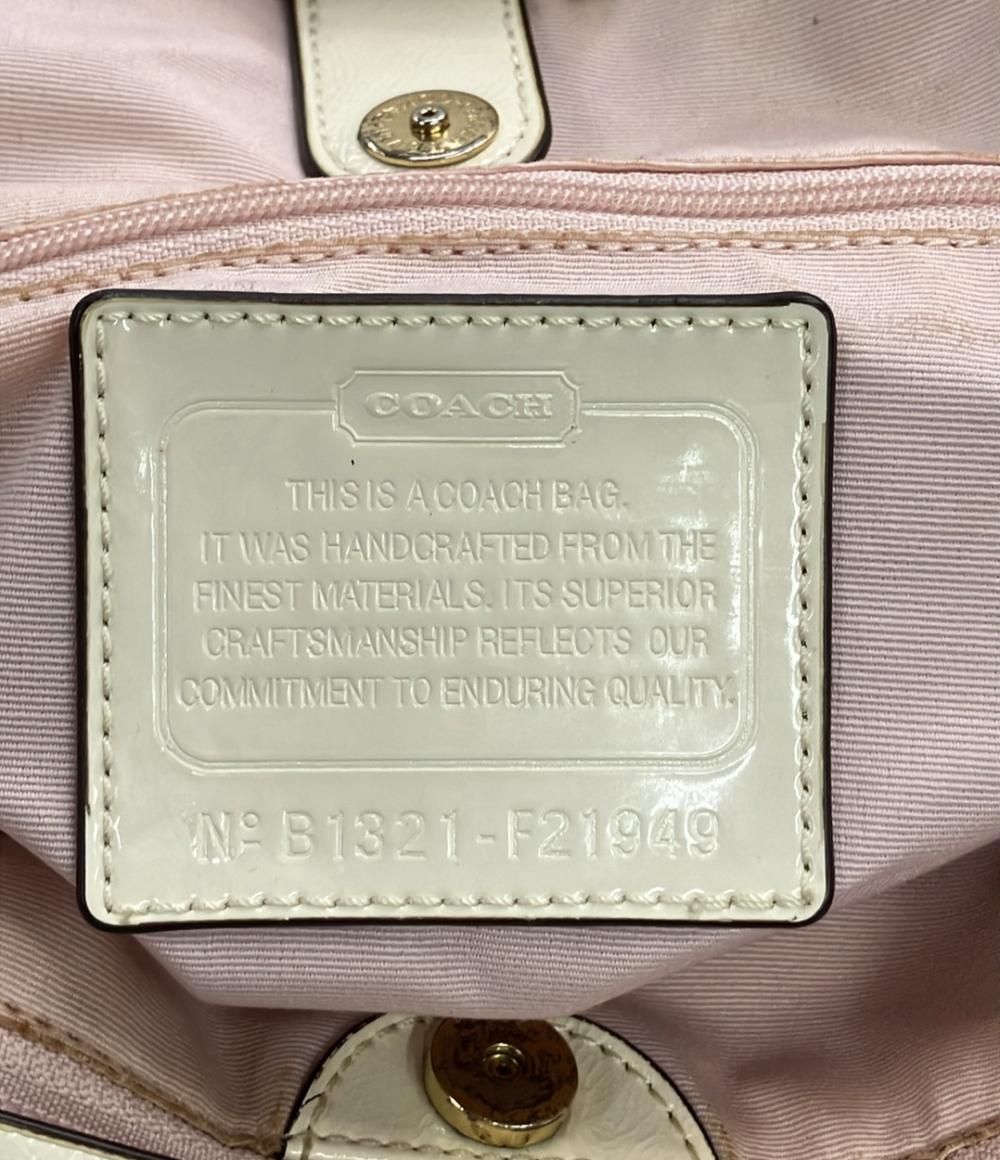 COACH
THIS IS A COACH BAG.
IT WAS HANDCRAFTED FROM THE
FINEST MATERIALS. ITS SUPERIOR
CRAFTSMANSHIP REFLECTS OUR
COMMITMENT TO ENDURING QUALITY.
Nº B1321-F21949